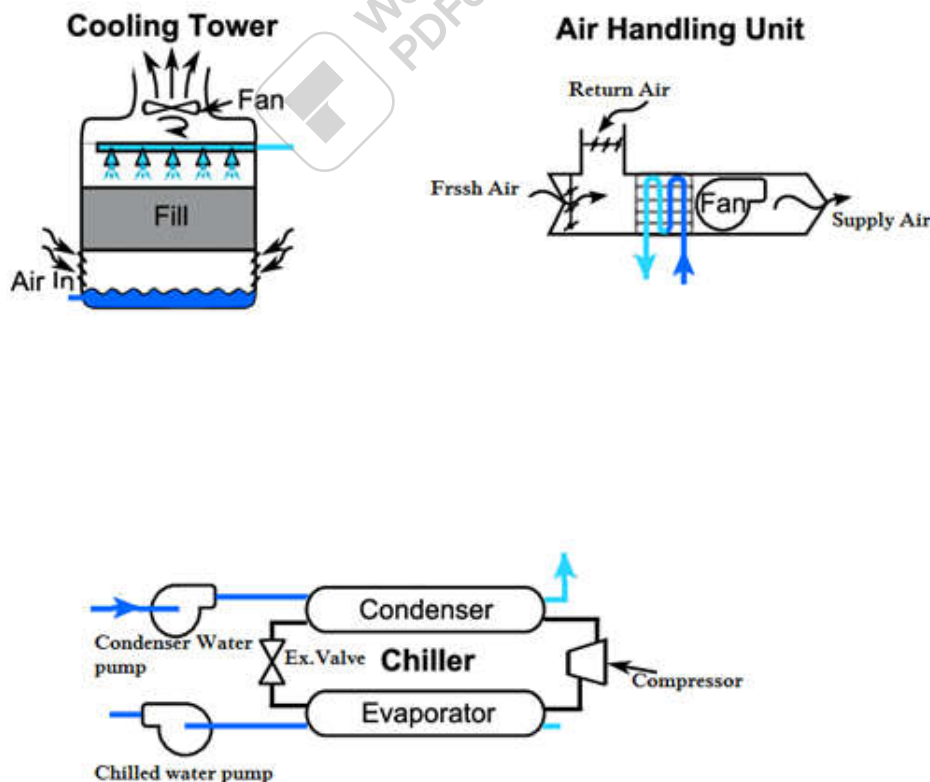 Cooling Tower
Air Handling Unit
Fan
Return Air
Frssh Air
Fan
Supply Air
Fill
Air In
Condenser
Condenser Water
pump
Ex.Valve
Chiller
Compressor
Evaporator
Chilled water pump